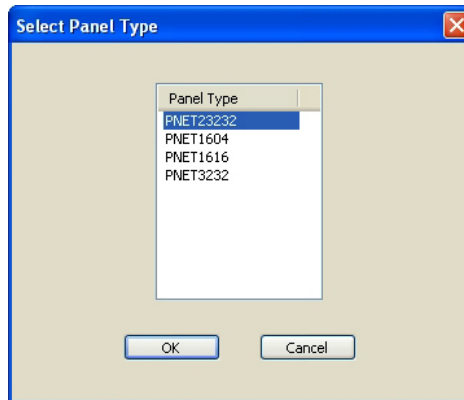 Select Panel Type
Panel Type
PNET23232
PNET1604
PNET1616
PNET3232
OK Cancel